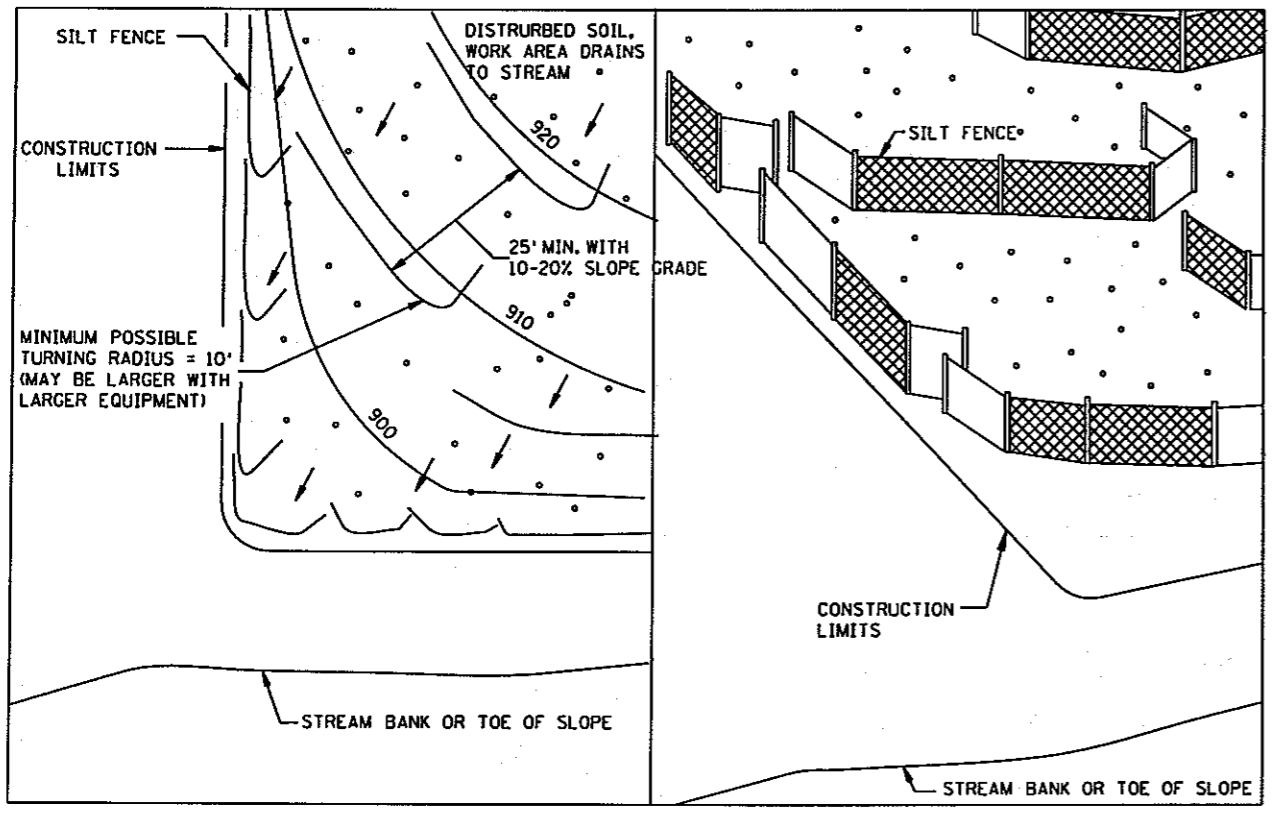 SILT FENCE
DISTRURBED SOIL,
WORK AREA DRAINS
TO STREAM
CONSTRUCTION
LIMITS
920
25' MIN. WITH
10-20% SLOPE GRADE
910
MINIMUM POSSIBLE
TURNING RADIUS = 10'
(MAY BE LARGER WITH
LARGER EQUIPMENT)
900
STREAM BANK OR TOE OF SLOPE
SILT FENCE
CONSTRUCTION
LIMITS
STREAM BANK OR TOE OF SLOPE